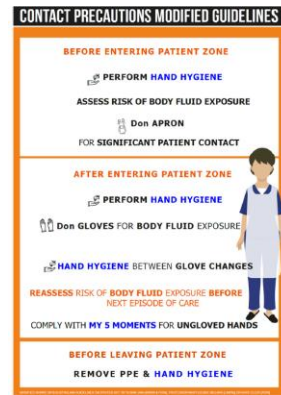 CONTACT PRECAUTIONS MODIFIED GUIDELINES
BEFORE ENTERING PATIENT ZONE
PERFORM HAND HYGIENE
ASSESS RISK OF BODY FLUID EXPOSURE
Don APRON
FOR SIGNIFICANT PATIENT CONTACT
AFTER ENTERING PATIENT ZONE
PERFORM HAND HYGIENE
Don GLOVES FOR BODY FLUID EXPOSURE
HAND HYGIENE BETWEEN GLOVE CHANGES
REASSESS RISK OF BODY FLUID EXPOSURE BEFORE
NEXT EPISODE OF CARE
COMPLY WITH MY 5 MOMENTS FOR UNGLOVED HANDS
BEFORE LEAVING PATIENT ZONE
REMOVE PPE & HAND HYGIENE